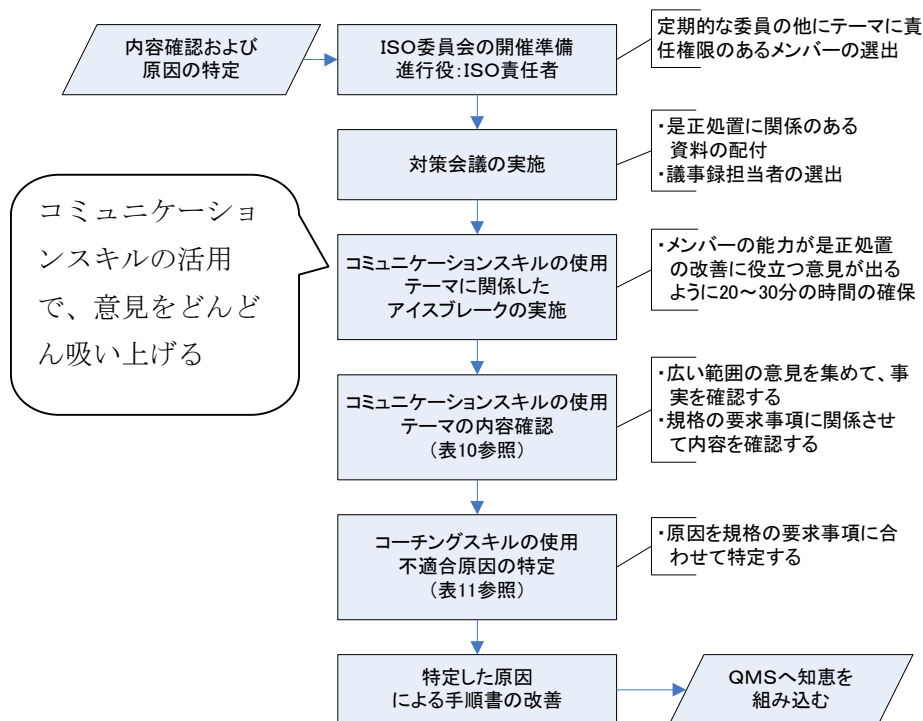 内容確認および
原因の特定
ISO委員会の開催準備
進行役:ISO責任者
定期的な委員の他にテーマに責
任権限のあるメンバーの選出
対策会議の実施
・是正処置に関係のある
資料の配付
・議事録担当者の選出
コミュニケーショ
ンスキルの活用
で、意見をどんど
ん吸い上げる
コミュニケーションスキルの使用
テーマに関係した
アイスブレークの実施
・メンバーの能力が是正処置
の改善に役立つ意見が出る
ように20～30分の時間の確保
コミュニケーションスキルの使用
テーマの内容確認
(表10参照)
・広い範囲の意見を集めて、事
実を確認する
・規格の要求事項に関係させ
て内容を確認する
コーチングスキルの使用
不適合原因の特定
(表11参照)
・原因を規格の要求事項に合
わせて特定する
特定した原因
による手順書の改善
QMSへ知恵を
組み込む